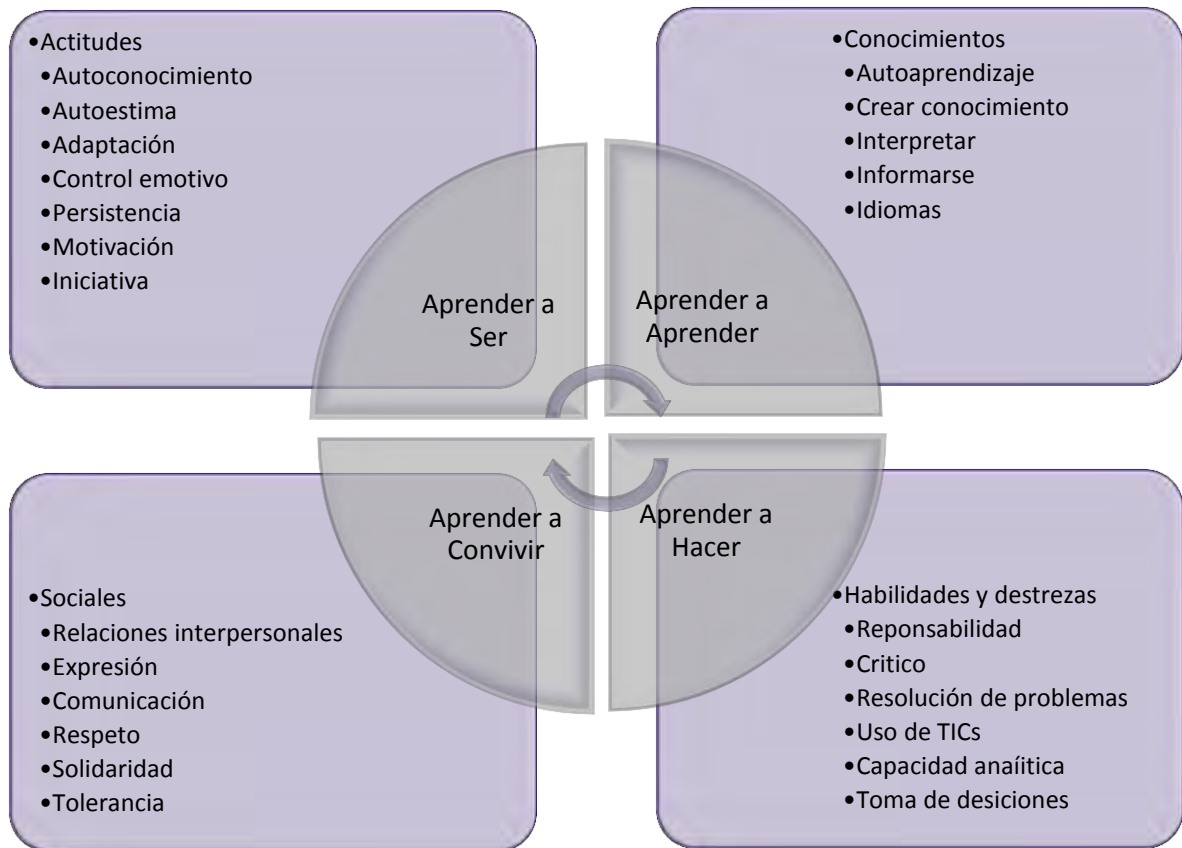 •Actitudes
•Autoconocimiento
•Autoestima
•Adaptación
•Control emotivo
•Persistencia
•Motivación
•Iniciativa
•Conocimientos
•Autoaprendizaje
•Crear conocimiento
•Interpretar
•Informarse
•Idiomas
Aprender a
Ser
Aprender a
Aprender
Aprender a
Convivir
Aprender a
Hacer
•Sociales
•Relaciones interpersonales
•Expresión
•Comunicación
•Respeto
•Solidaridad
•Tolerancia
•Habilidades y destrezas
•Reponsabilidad
•Critico
•Resolución de problemas
•Uso de TICs
•Capacidad anaíitica
•Toma de desiciones